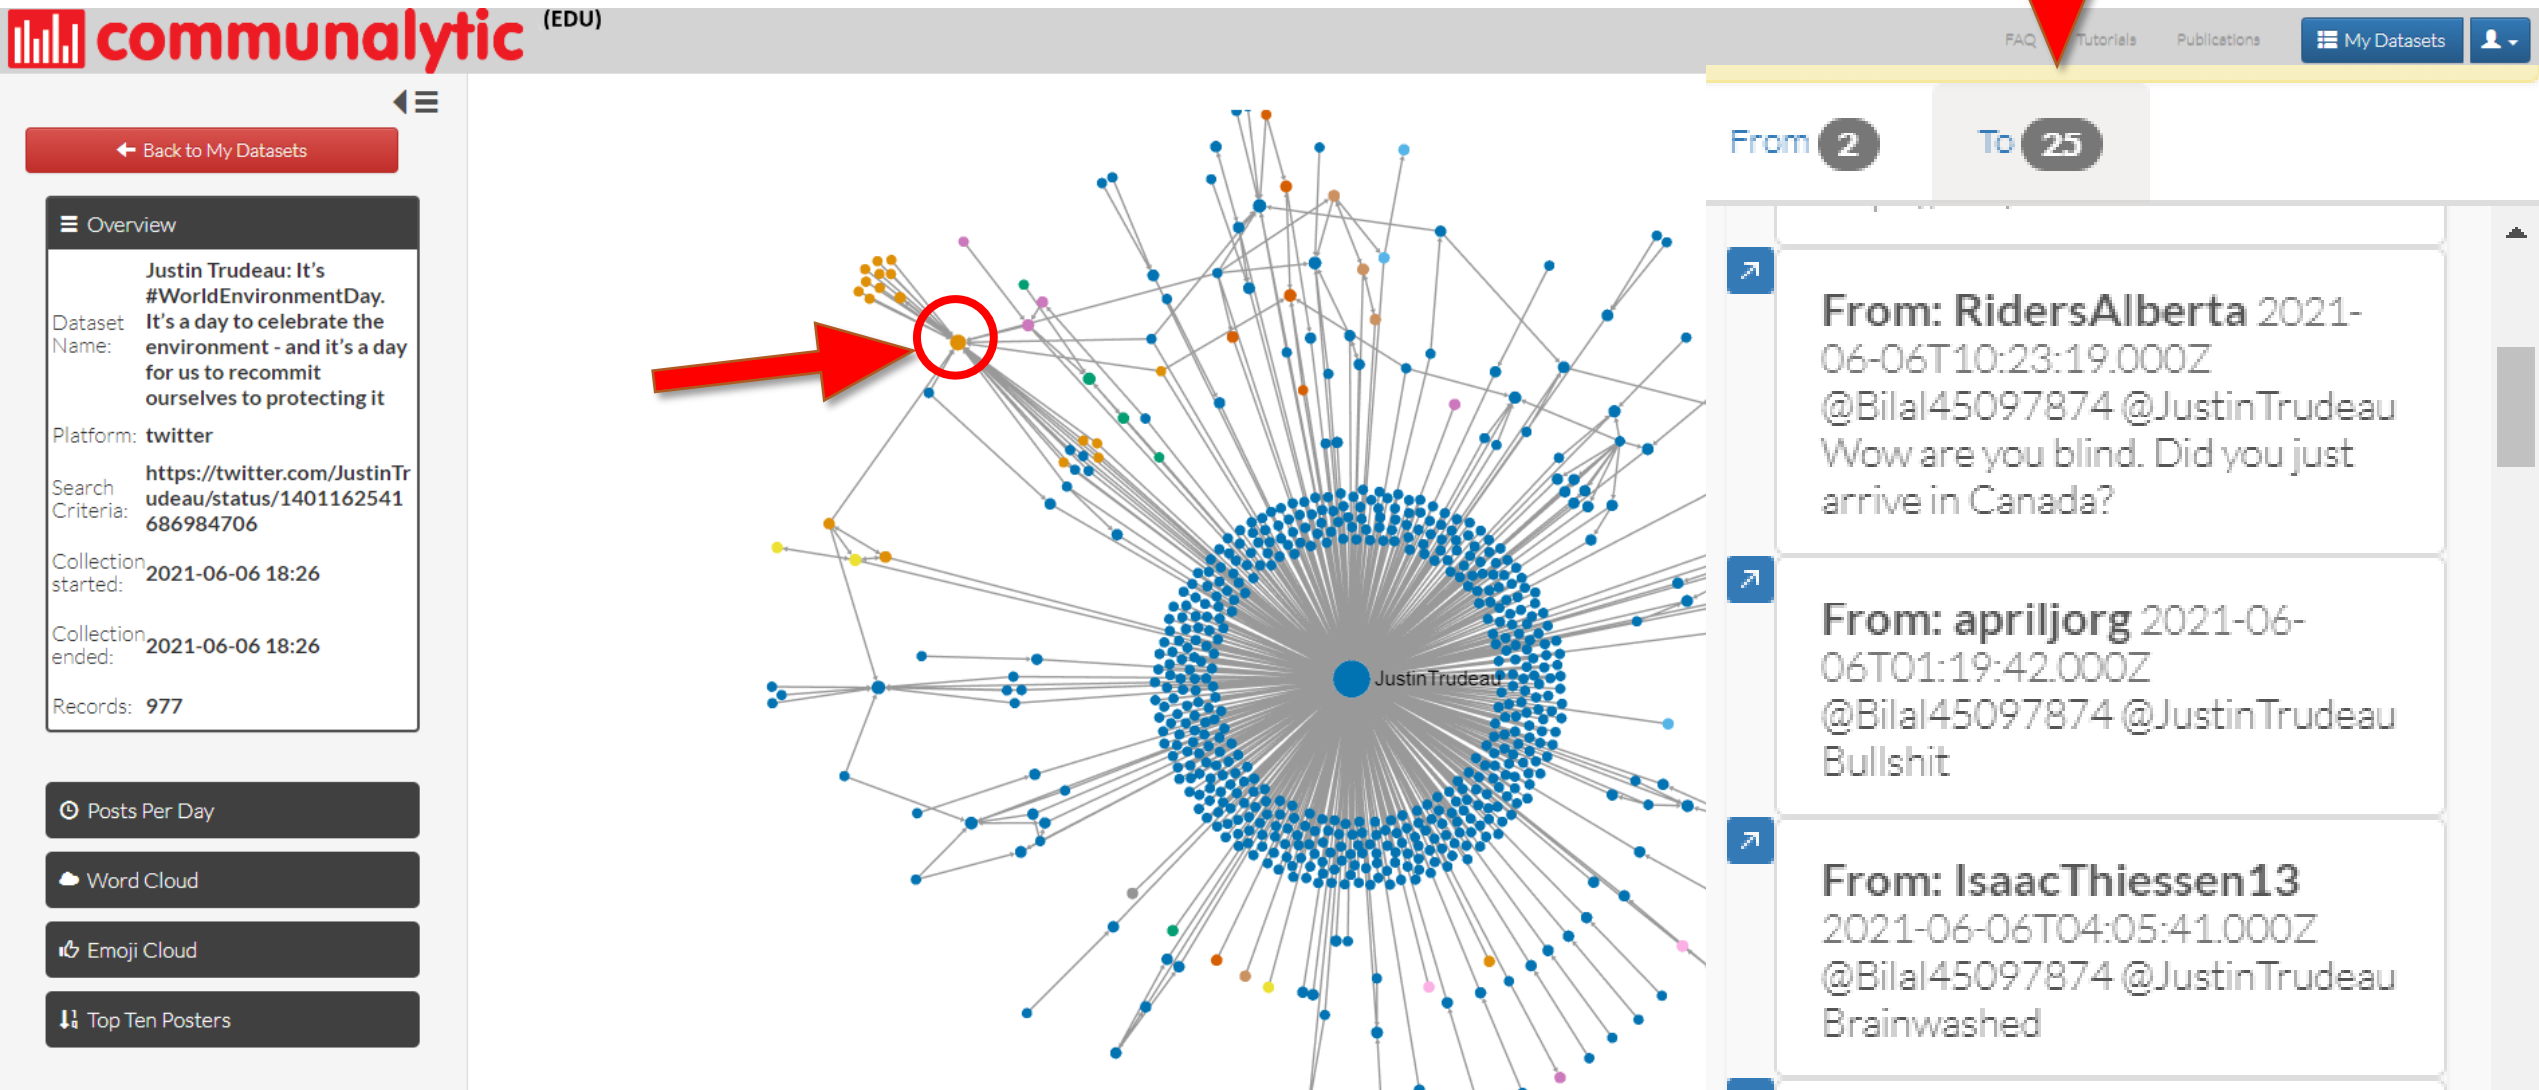 communalytic (EDU)
FAQ Tutorials Publications My Datasets
Back to My Datasets
Overview
Dataset Name:
Justin Trudeau: It's
#WorldEnvironmentDay.
It's a day to celebrate the
environment - and it's a day
for us to recommit
ourselves to protecting it
Platform: twitter
Search Criteria:
https://twitter.com/JustinTr
udeau/status/1401162541
686984706
Collection started: 2021-06-06 18:26
Collection ended: 2021-06-06 18:26
Records: 977
Posts Per Day
Word Cloud
Emoji Cloud
Top Ten Posters
JustinTrudeau
From 2 To 25
From: RidersAlberta 2021-
06-06T10:23:19.000Z
@Bilal45097874 @JustinTrudeau
Wow are you blind. Did you just
arrive in Canada?
From: apriljorg 2021-06-
06T01:19:42.000Z
@Bilal45097874 @JustinTrudeau
Bullshit
From: IsaacThiessen13
2021-06-06T04:05:41.000Z
@Bilal45097874 @JustinTrudeau
Brainwashed